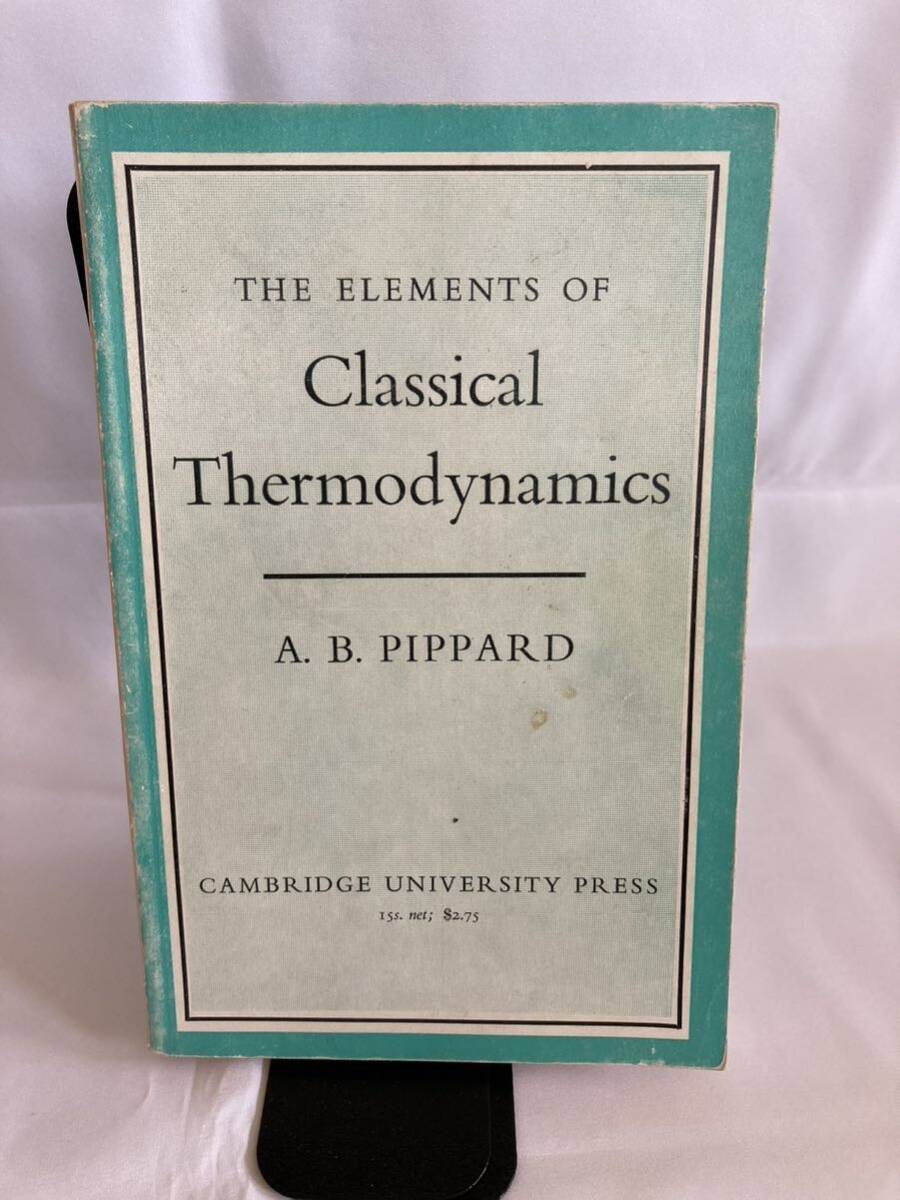 THE ELEMENTS OF
Classical
Thermodynamics
A. B. PIPPARD
CAMBRIDGE UNIVERSITY PRESS
15s. net; $2.75